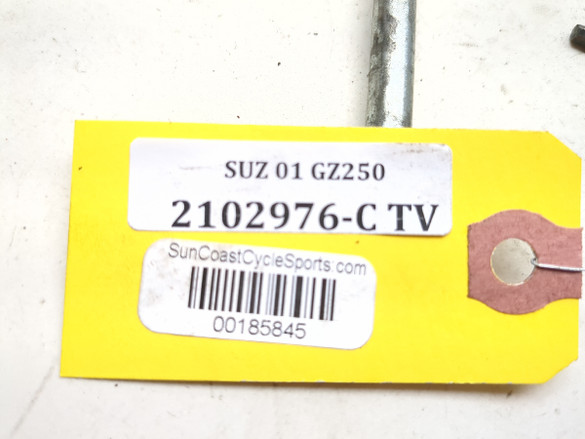 SUZ 01 GZ250
2102976-C TV
SunCoastCycleSports.com
00185845